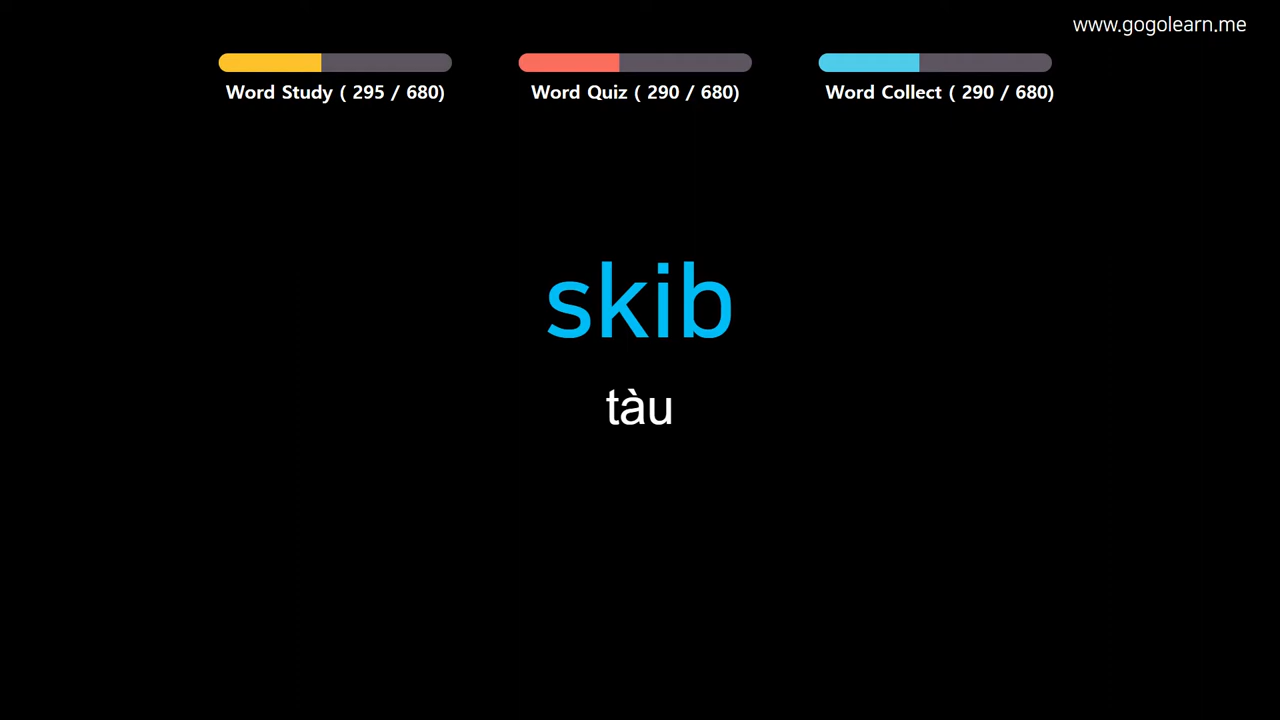 www.gogolearn.me
Word Study ( 295 / 680)
Word Quiz ( 290 / 680)
Word Collect ( 290 / 680)
skib
tàu